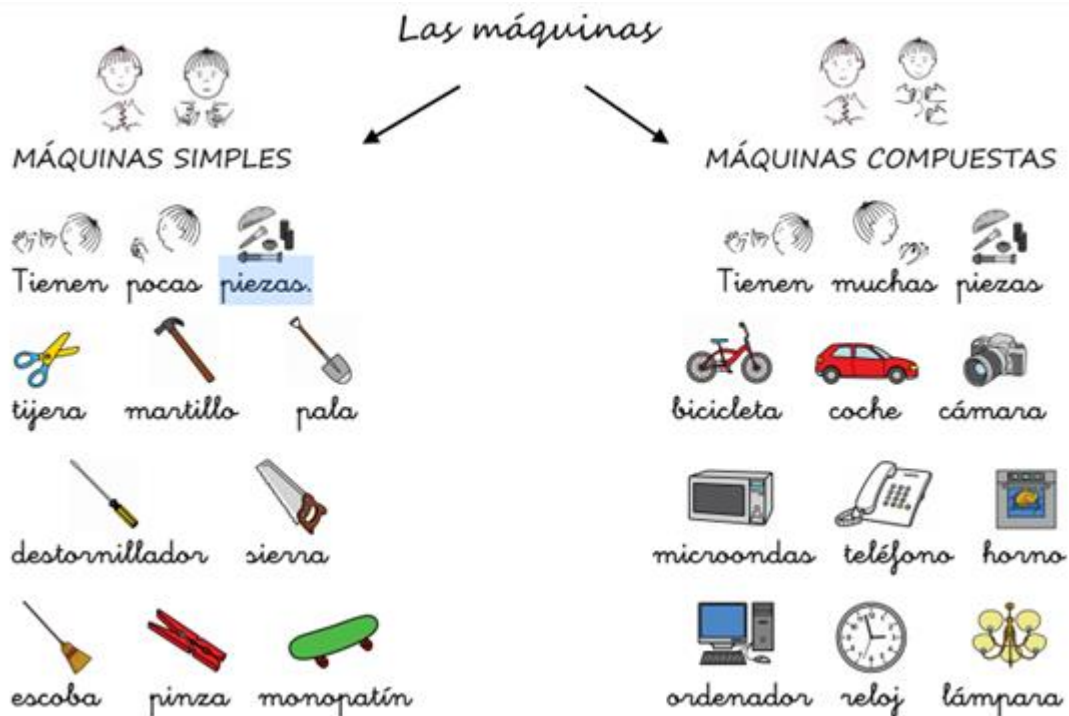 Las máquinas
MÁQUINAS SIMPLES
Tienen pocas piezas.
tijera martillo pala
destornillador sierra
escoba pinza monopatín
MÁQUINAS COMPUESTAS
Tienen muchas piezas
bicicleta coche cámara
microondas teléfono horno
ordenador reloj lámpara